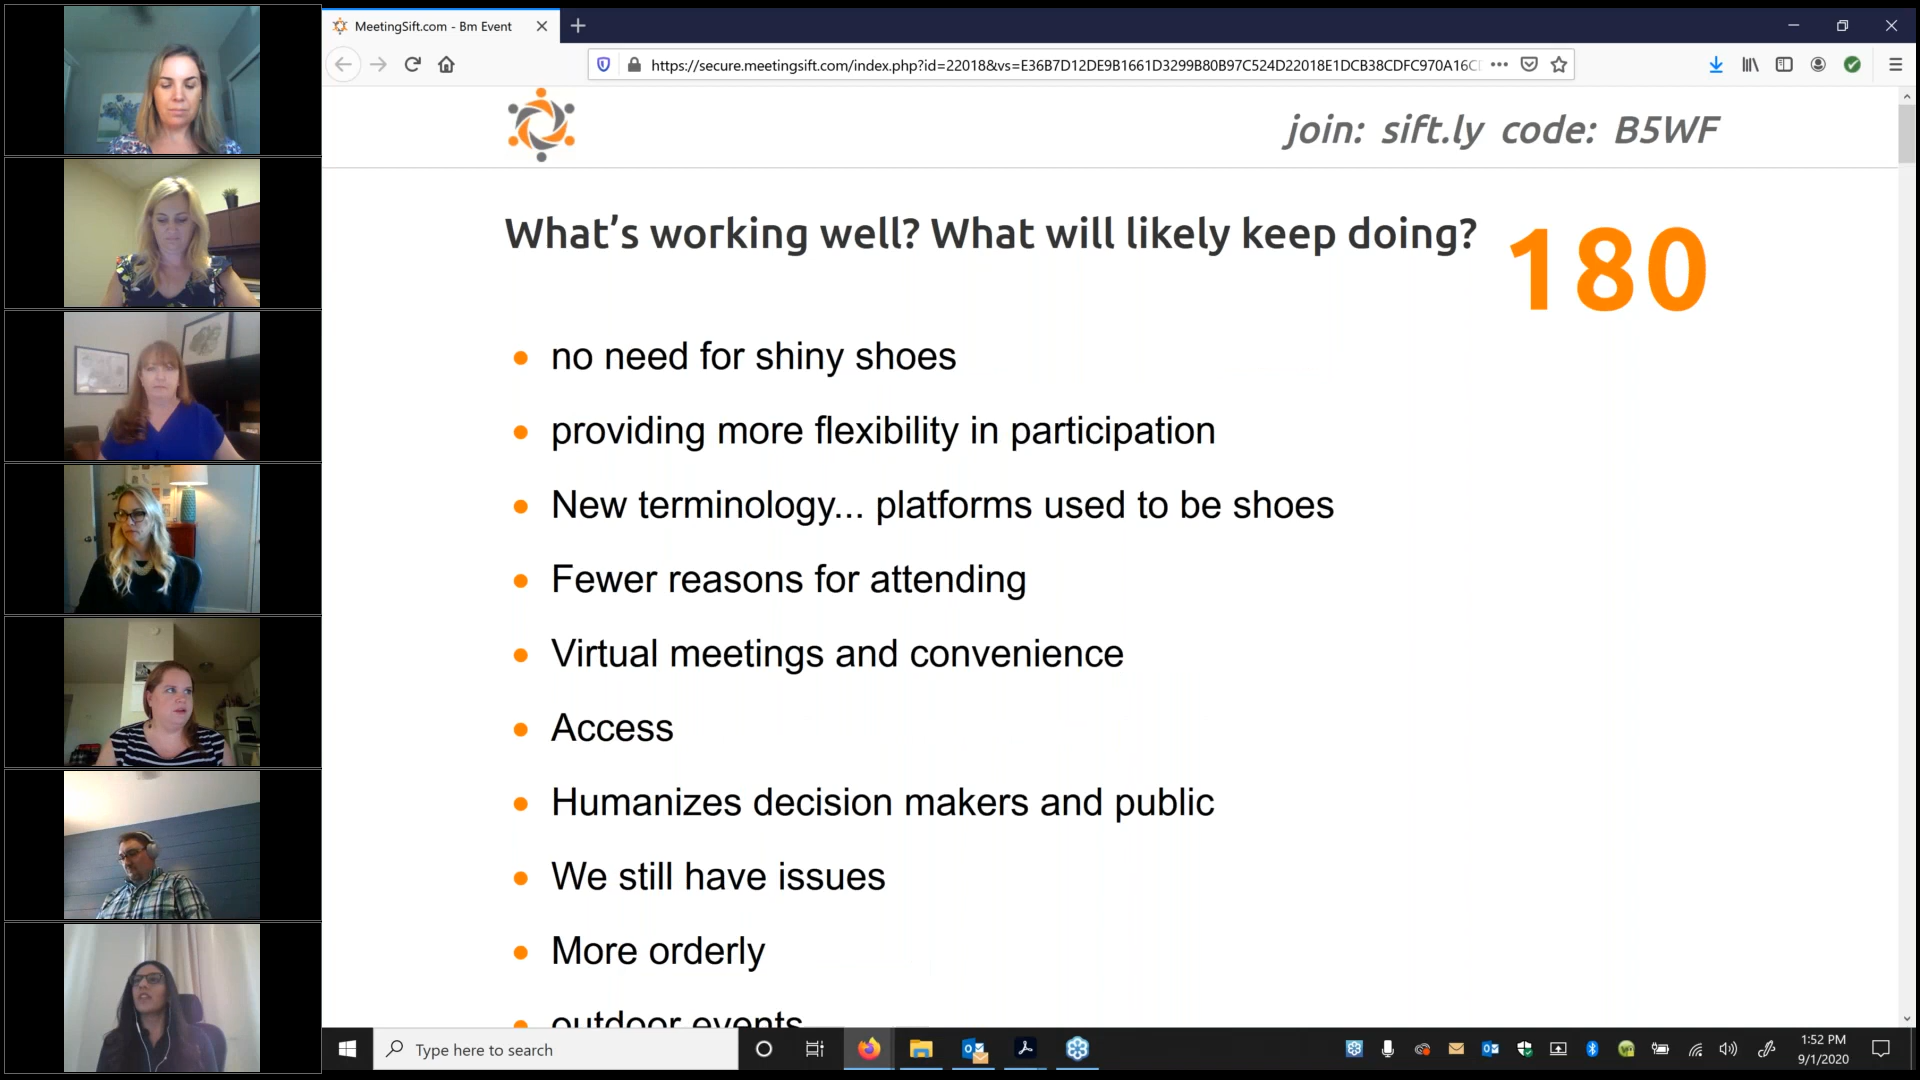 MeetingSift.com - Bm Event
https://secure.meetingsift.com/index.php?id=22018&vs=E36B7D12DE9B1661D3299B80B97C524D22018E1DCB38CDFC970A16C
join: sift.ly code: B5WF
What's working well? What will likely keep doing?
180
no need for shiny shoes
providing more flexibility in participation
New terminology... platforms used to be shoes
Fewer reasons for attending
Virtual meetings and convenience
Access
Humanizes decision makers and public
We still have issues
More orderly
outdoor events
Type here to search
1:52 PM
9/1/2020